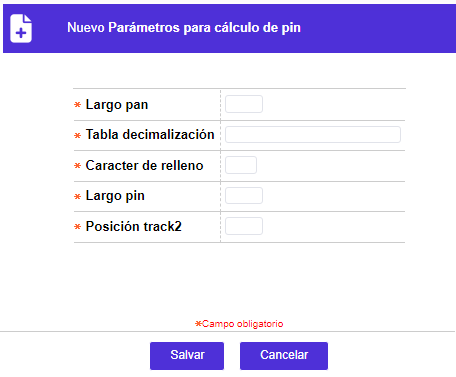 Nuevo Parámetros para cálculo de pin
* Largo pan
* Tabla decimalización
* Caracter de relleno
* Largo pin
* Posición track2
*Campo obligatorio
Salvar
Cancelar